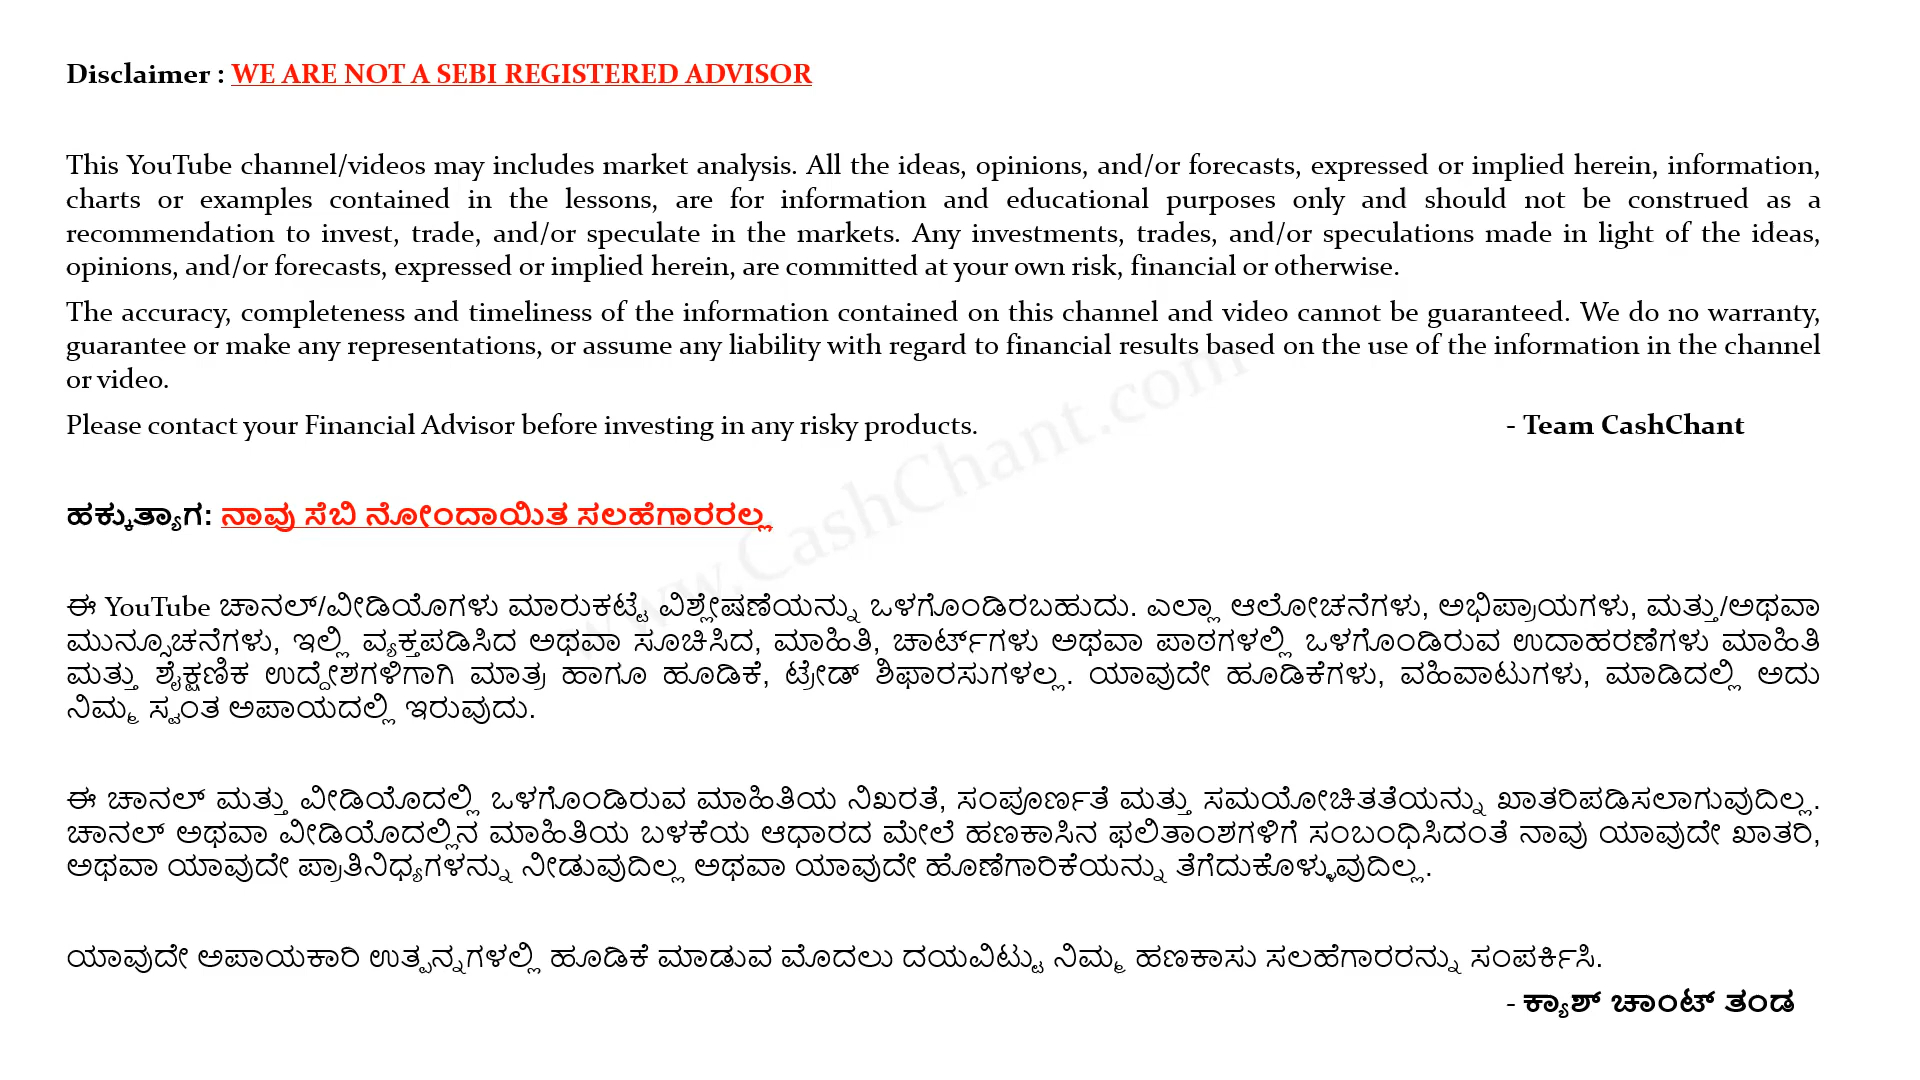 Disclaimer : WE ARE NOT A SEBI REGISTERED ADVISOR
This YouTube channel/videos may includes market analysis. All the ideas, opinions, and/or forecasts, expressed or implied herein, information,
charts or examples contained in the lessons, are for information and educational purposes only and should not be construed as a
recommendation to invest, trade, and/or speculate in the markets. Any investments, trades, and/or speculations made in light of the ideas,
opinions, and/or forecasts, expressed or implied herein, are committed at your own risk, financial or otherwise.
The accuracy, completeness and timeliness of the information contained on this channel and video cannot be guaranteed. We do no warranty,
guarantee or make any representations, or assume any liability with regard to financial results based on the use of the information in the channel
or video.
Please contact your Financial Advisor before investing in any risky products. - Team CashChant
www.CashChant.com
ಹಕ್ಕುತ್ಯಾಗ: ನಾವು ಸೆಬಿ ನೋಂದಾಯಿತ ಸಲಹೆಗಾರರಲ್ಲ
ಈ YouTube ಚಾನಲ್/ವೀಡಿಯೊಗಳು ಮಾರುಕಟ್ಟೆ ವಿಶ್ಲೇಷಣೆಯನ್ನು ಒಳಗೊಂಡಿರಬಹುದು. ಎಲ್ಲಾ ಆಲೋಚನೆಗಳು, ಅಭಿಪ್ರಾಯಗಳು, ಮತ್ತು/ಅಥವಾ
ಮುನ್ಸೂಚನೆಗಳು, ಇಲ್ಲಿ ವ್ಯಕ್ತಪಡಿಸಿದ ಅಥವಾ ಸೂಚಿಸಿದ, ಮಾಹಿತಿ, ಚಾರ್ಟ್‌ಗಳು ಅಥವಾ ಪಾಠಗಳಲ್ಲಿ ಒಳಗೊಂಡಿರುವ ಉದಾಹರಣೆಗಳು ಮಾಹಿತಿ
ಮತ್ತು ಶೈಕ್ಷಣಿಕ ಉದ್ದೇಶಗಳಿಗಾಗಿ ಮಾತ್ರ ಹಾಗೂ ಹೂಡಿಕೆ, ಟ್ರೇಡ್ ಶಿಫಾರಸುಗಳಲ್ಲ. ಯಾವುದೇ ಹೂಡಿಕೆಗಳು, ವಹಿವಾಟುಗಳು, ಮಾಡಿದಲ್ಲಿ ಅದು
ನಿಮ್ಮ ಸ್ವಂತ ಅಪಾಯದಲ್ಲಿ ಇರುವುದು.
ಈ ಚಾನಲ್ ಮತ್ತು ವೀಡಿಯೊದಲ್ಲಿ ಒಳಗೊಂಡಿರುವ ಮಾಹಿತಿಯ ನಿಖರತೆ, ಸಂಪೂರ್ಣತೆ ಮತ್ತು ಸಮಯೋಚಿತತೆಯನ್ನು ಖಾತರಿಪಡಿಸಲಾಗುವುದಿಲ್ಲ.
ಚಾನಲ್ ಅಥವಾ ವೀಡಿಯೊದಲ್ಲಿನ ಮಾಹಿತಿಯ ಬಳಕೆಯ ಆಧಾರದ ಮೇಲೆ ಹಣಕಾಸಿನ ಫಲಿತಾಂಶಗಳಿಗೆ ಸಂಬಂಧಿಸಿದಂತೆ ನಾವು ಯಾವುದೇ ಖಾತರಿ,
ಅಥವಾ ಯಾವುದೇ ಪ್ರಾತಿನಿಧ್ಯಗಳನ್ನು ನೀಡುವುದಿಲ್ಲ ಅಥವಾ ಯಾವುದೇ ಹೊಣೆಗಾರಿಕೆಯನ್ನು ತೆಗೆದುಕೊಳ್ಳುವುದಿಲ್ಲ.
ಯಾವುದೇ ಅಪಾಯಕಾರಿ ಉತ್ಪನ್ನಗಳಲ್ಲಿ ಹೂಡಿಕೆ ಮಾಡುವ ಮೊದಲು ದಯವಿಟ್ಟು ನಿಮ್ಮ ಹಣಕಾಸು ಸಲಹೆಗಾರರನ್ನು ಸಂಪರ್ಕಿಸಿ.
- ಕ್ಯಾಶ್ ಚಾಂಟ್ ತಂಡ